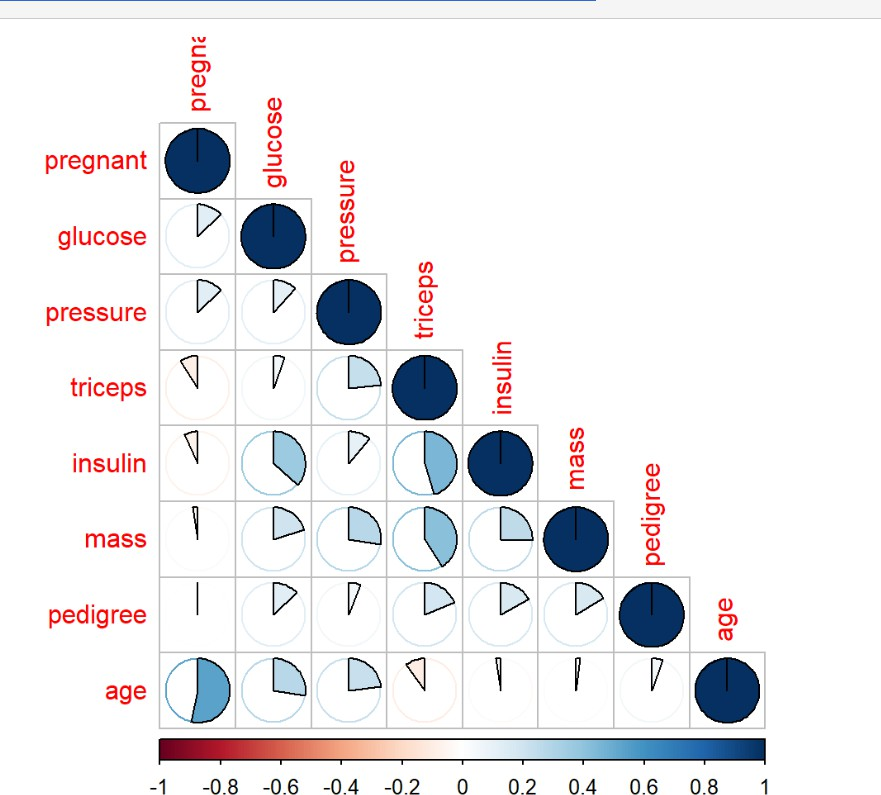 pregn
glucose
pressure
triceps
insulin
mass
pedigree
age
pregnant
glucose
pressure
triceps
insulin
mass
pedigree
age
-1 -0.8 -0.6 -0.4 -0.2 0 0.2 0.4 0.6 0.8 1